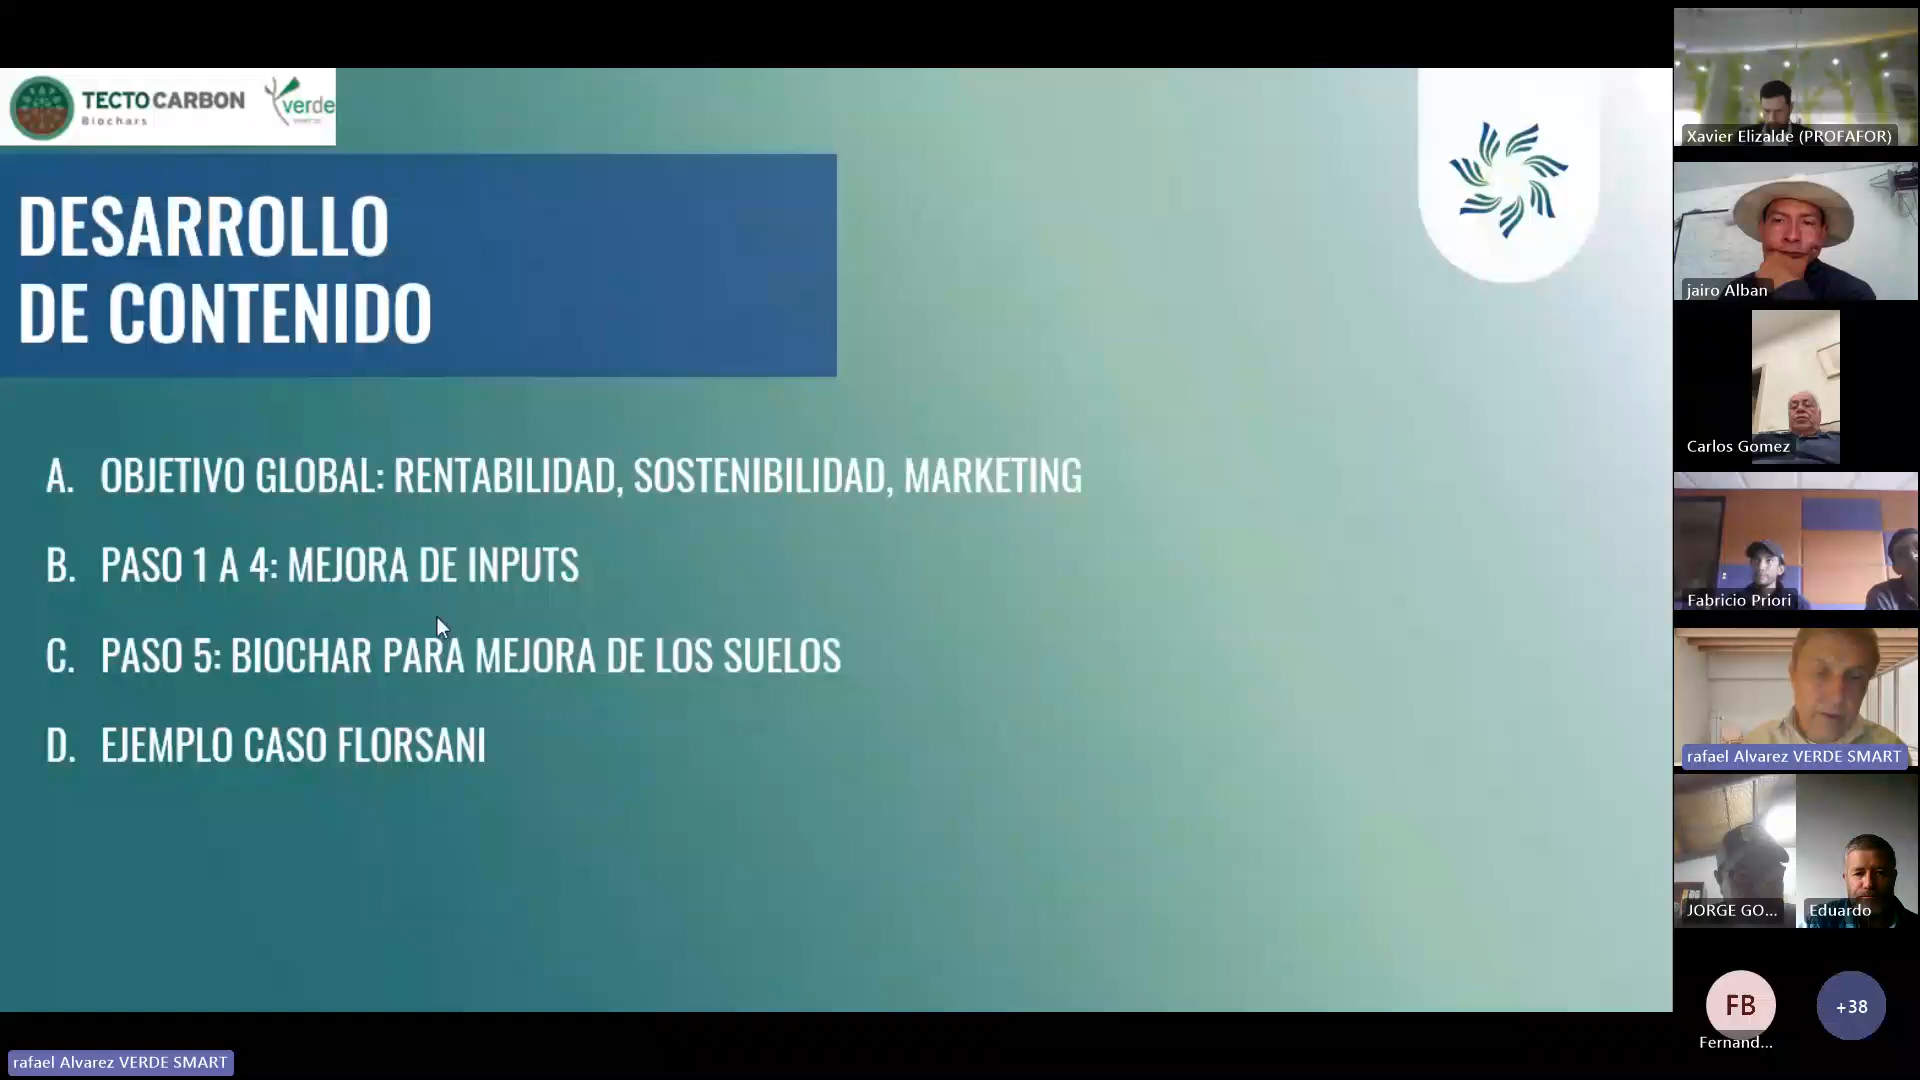 TECTO CARBON
Biochars
verde
DESARROLLO
DE CONTENIDO
A. OBJETIVO GLOBAL: RENTABILIDAD, SOSTENIBILIDAD, MARKETING
B. PASO 1 A 4: MEJORA DE INPUTS
C. PASO 5: BIOCHAR PARA MEJORA DE LOS SUELOS
D. EJEMPLO CASO FLORSANI
Xavier Elizalde (PROFAFOR)
jairo Alban
Carlos Gomez
Fabricio Priori
rafael Alvarez VERDE SMART
JORGE GO...
Eduardo
FB
+38
Fernand...
rafael Alvarez VERDE SMART